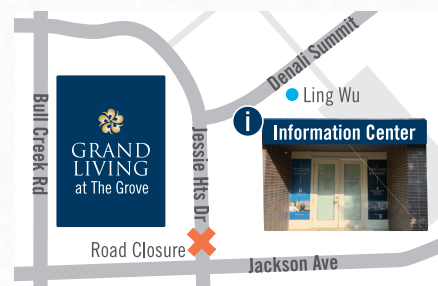 Denali Summit
Ling Wu
i
Information Center
Bull Creek Rd
GRAND
LIVING
at The Grove
Jessie Hts Dr
Road Closure
Jackson Ave